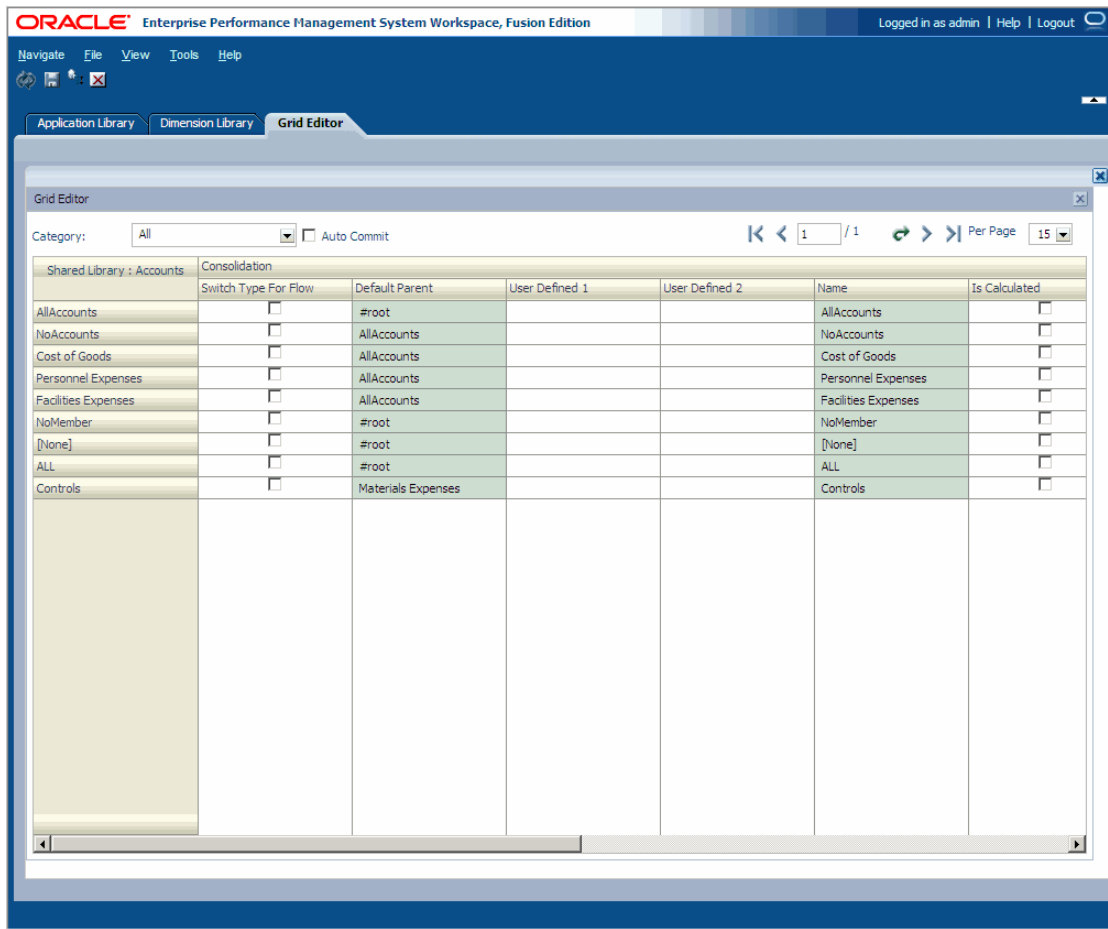 ORACLE® Enterprise Performance Management System Workspace, Fusion Edition Logged in as admin | Help | Logout
Navigate File View Tools Help
Application Library Dimension Library Grid Editor
Grid Editor
Category: All Auto Commit 1 / 1 Per Page 15
Shared Library : Accounts Consolidation
Switch Type For Flow Default Parent User Defined 1 User Defined 2 Name Is Calculated
AllAccounts #root AllAccounts
NoAccounts AllAccounts NoAccounts
Cost of Goods AllAccounts Cost of Goods
Personnel Expenses AllAccounts Personnel Expenses
Facilities Expenses AllAccounts Facilities Expenses
NoMember #root NoMember
[None] #root [None]
ALL #root ALL
Controls Materials Expenses Controls